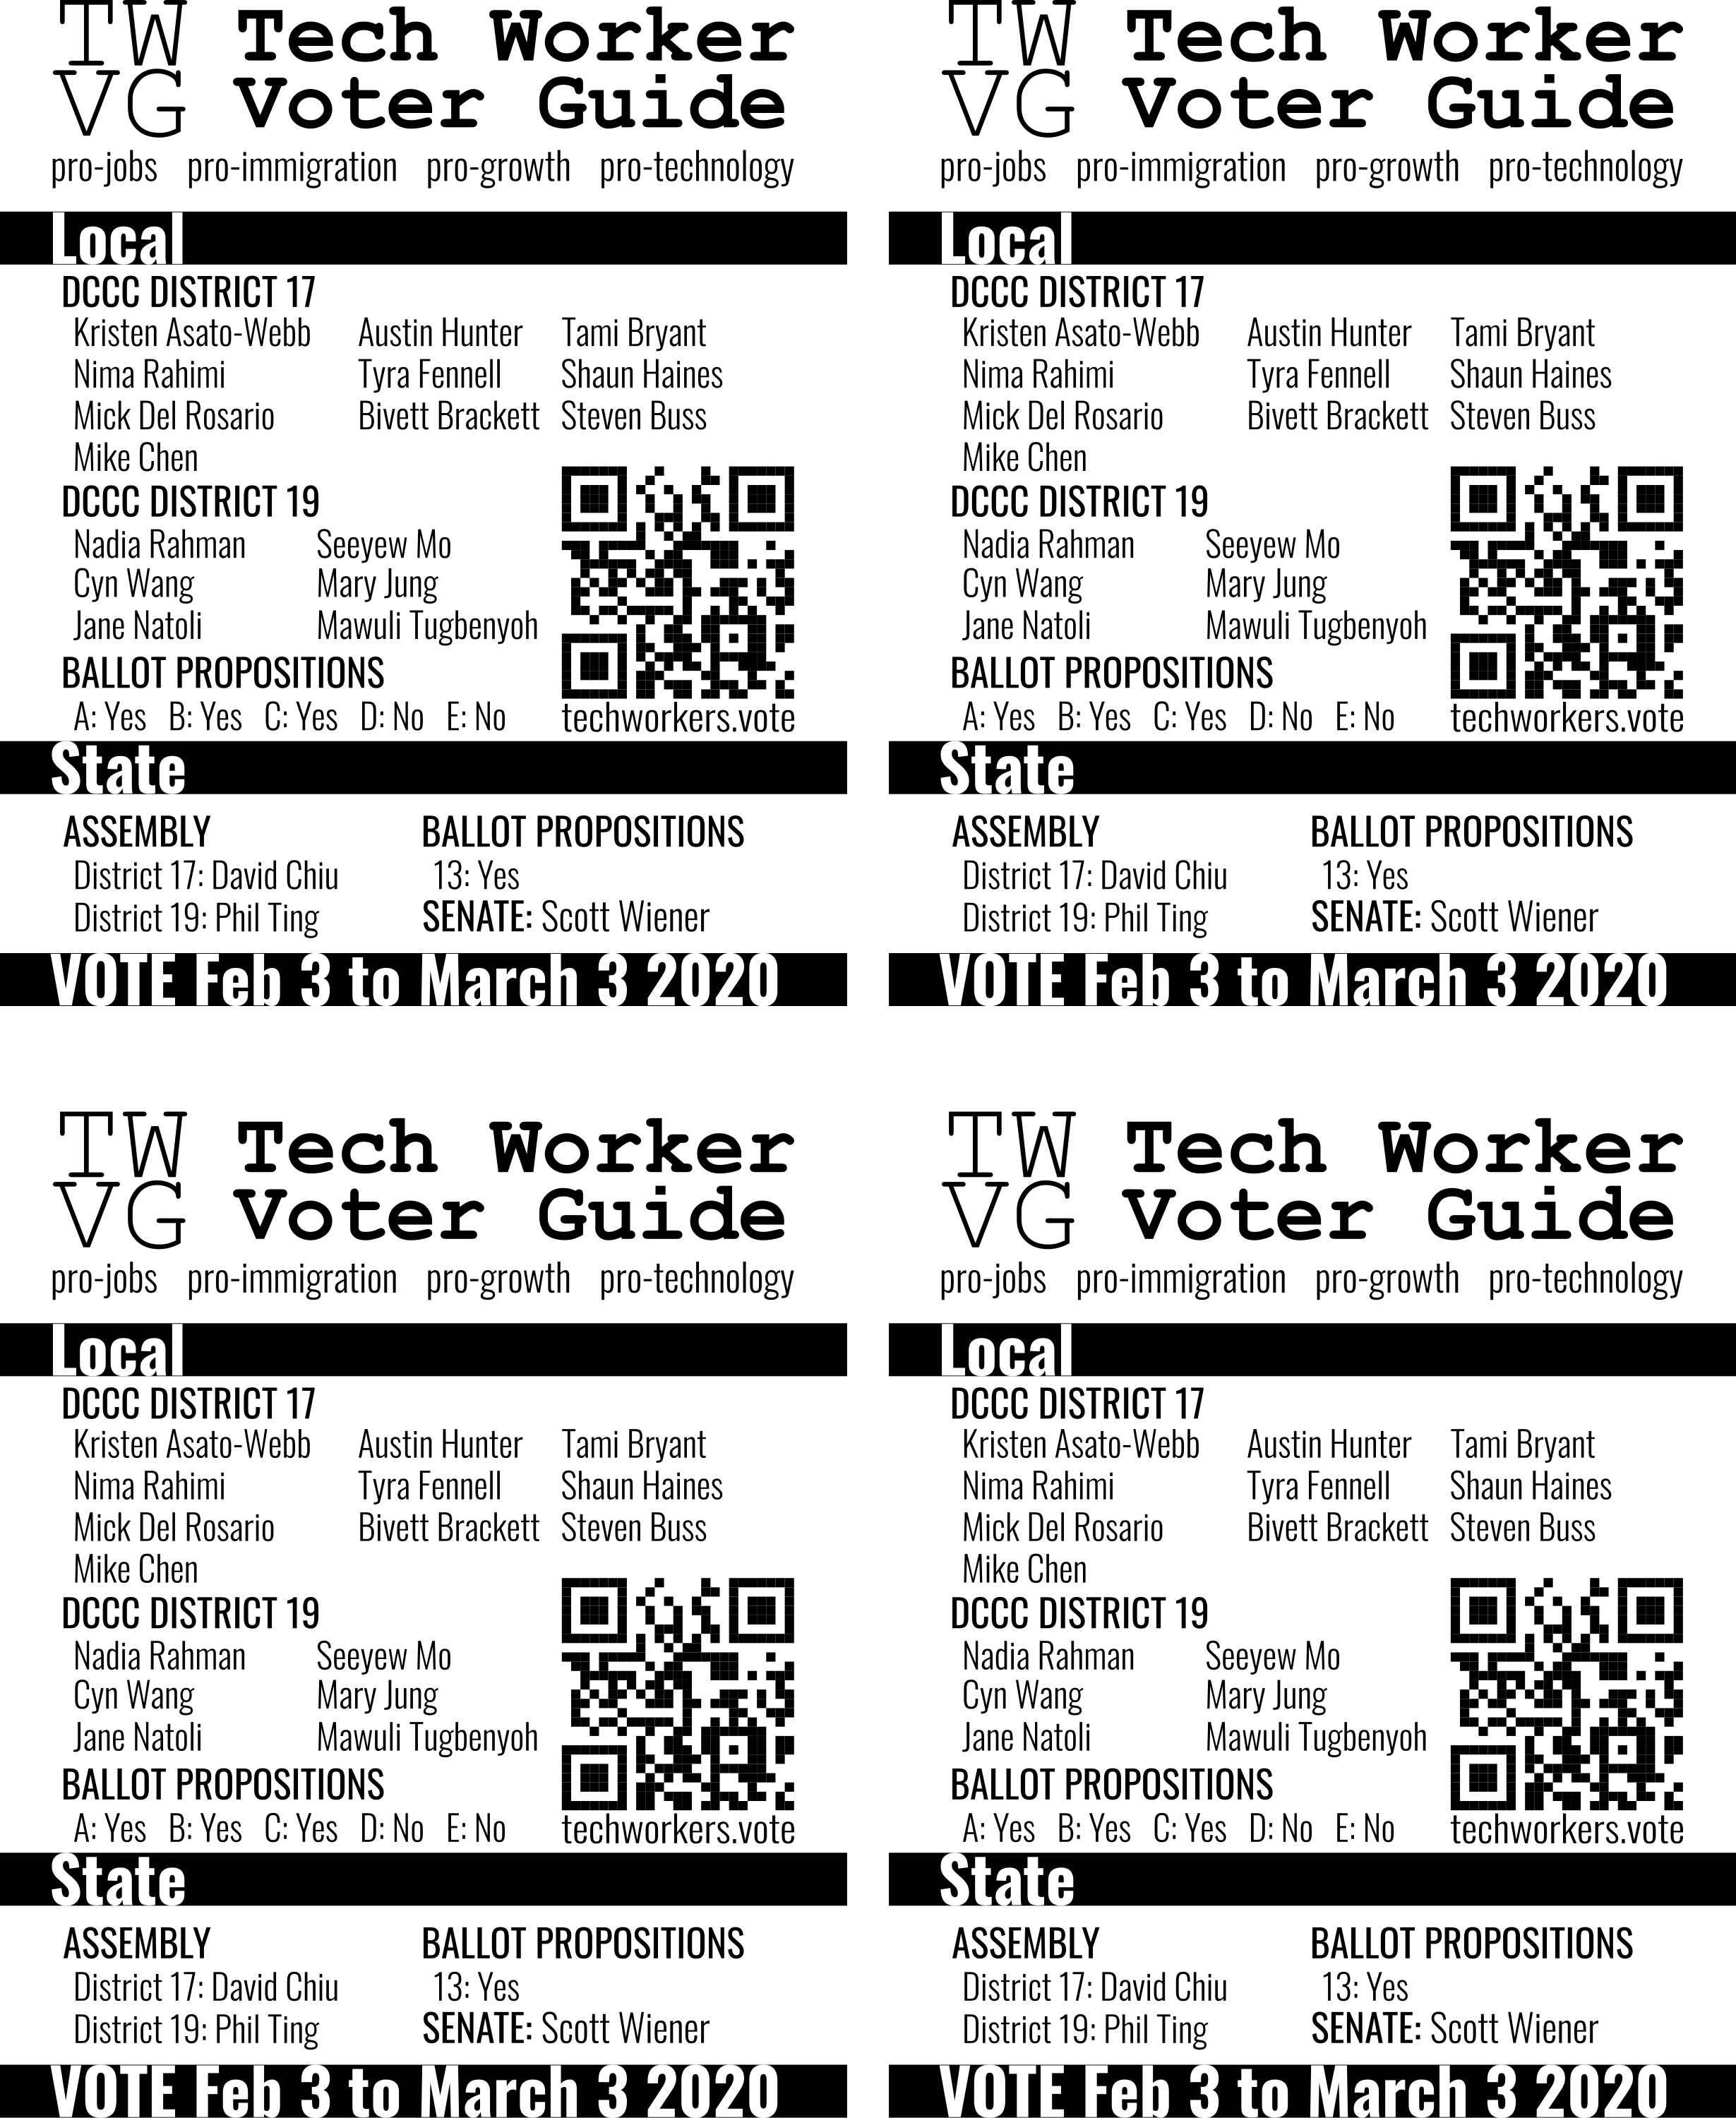 TW
VG
Tech Worker
Voter Guide
pro-jobs pro-immigration pro-growth pro-technology
Local
DCCC DISTRICT 17
Kristen Asato-Webb Austin Hunter Tami Bryant
Nima Rahimi Tyra Fennell Shaun Haines
Mick Del Rosario Bivett Brackett Steven Buss
Mike Chen
DCCC DISTRICT 19
Nadia Rahman Seeyew Mo
Cyn Wang Mary Jung
Jane Natoli Mawuli Tugbenyoh
BALLOT PROPOSITIONS
A: Yes B: Yes C: Yes D: No E: No
techworkers.vote
State
ASSEMBLY
District 17: David Chiu
District 19: Phil Ting
BALLOT PROPOSITIONS
13: Yes
SENATE: Scott Wiener
VOTE Feb 3 to March 3 2020
TW
VG
Tech Worker
Voter Guide
pro-jobs pro-immigration pro-growth pro-technology
Local
DCCC DISTRICT 17
Kristen Asato-Webb Austin Hunter Tami Bryant
Nima Rahimi Tyra Fennell Shaun Haines
Mick Del Rosario Bivett Brackett Steven Buss
Mike Chen
DCCC DISTRICT 19
Nadia Rahman Seeyew Mo
Cyn Wang Mary Jung
Jane Natoli Mawuli Tugbenyoh
BALLOT PROPOSITIONS
A: Yes B: Yes C: Yes D: No E: No
techworkers.vote
State
ASSEMBLY
District 17: David Chiu
District 19: Phil Ting
BALLOT PROPOSITIONS
13: Yes
SENATE: Scott Wiener
VOTE Feb 3 to March 3 2020
TW
VG
Tech Worker
Voter Guide
pro-jobs pro-immigration pro-growth pro-technology
Local
DCCC DISTRICT 17
Kristen Asato-Webb Austin Hunter Tami Bryant
Nima Rahimi Tyra Fennell Shaun Haines
Mick Del Rosario Bivett Brackett Steven Buss
Mike Chen
DCCC DISTRICT 19
Nadia Rahman Seeyew Mo
Cyn Wang Mary Jung
Jane Natoli Mawuli Tugbenyoh
BALLOT PROPOSITIONS
A: Yes B: Yes C: Yes D: No E: No
techworkers.vote
State
ASSEMBLY
District 17: David Chiu
District 19: Phil Ting
BALLOT PROPOSITIONS
13: Yes
SENATE: Scott Wiener
VOTE Feb 3 to March 3 2020
TW
VG
Tech Worker
Voter Guide
pro-jobs pro-immigration pro-growth pro-technology
Local
DCCC DISTRICT 17
Kristen Asato-Webb Austin Hunter Tami Bryant
Nima Rahimi Tyra Fennell Shaun Haines
Mick Del Rosario Bivett Brackett Steven Buss
Mike Chen
DCCC DISTRICT 19
Nadia Rahman Seeyew Mo
Cyn Wang Mary Jung
Jane Natoli Mawuli Tugbenyoh
BALLOT PROPOSITIONS
A: Yes B: Yes C: Yes D: No E: No
techworkers.vote
State
ASSEMBLY
District 17: David Chiu
District 19: Phil Ting
BALLOT PROPOSITIONS
13: Yes
SENATE: Scott Wiener
VOTE Feb 3 to March 3 2020